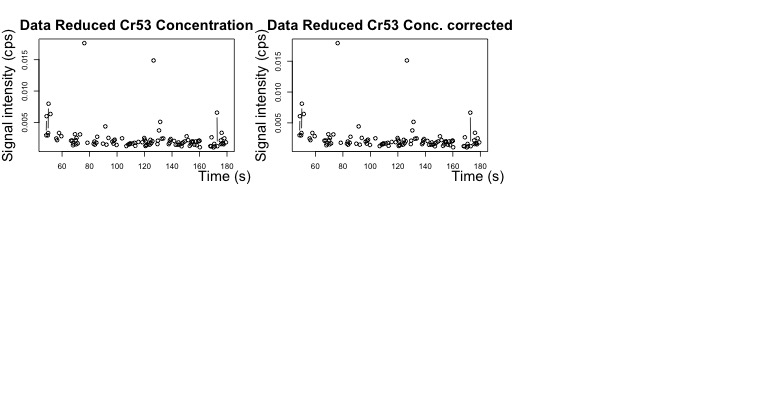 Data Reduced Cr53 Concentration
Signal intensity (cps)
0.005 0.010 0.015
60 80 100 120 140 160 180
Time (s)
Data Reduced Cr53 Conc. corrected
Signal intensity (cps)
0.005 0.010 0.015
60 80 100 120 140 160 180
Time (s)